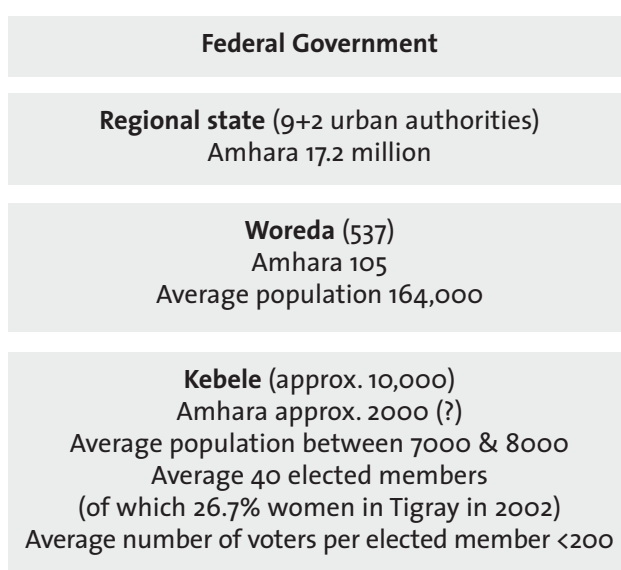 Federal Government
Regional state (9+2 urban authorities)
Amhara 17.2 million
Woreda (537)
Amhara 105
Average population 164,000
Kebele (approx. 10,000)
Amhara approx. 2000 (?)
Average population between 7000 & 8000
Average 40 elected members
(of which 26.7% women in Tigray in 2002)
Average number of voters per elected member <200